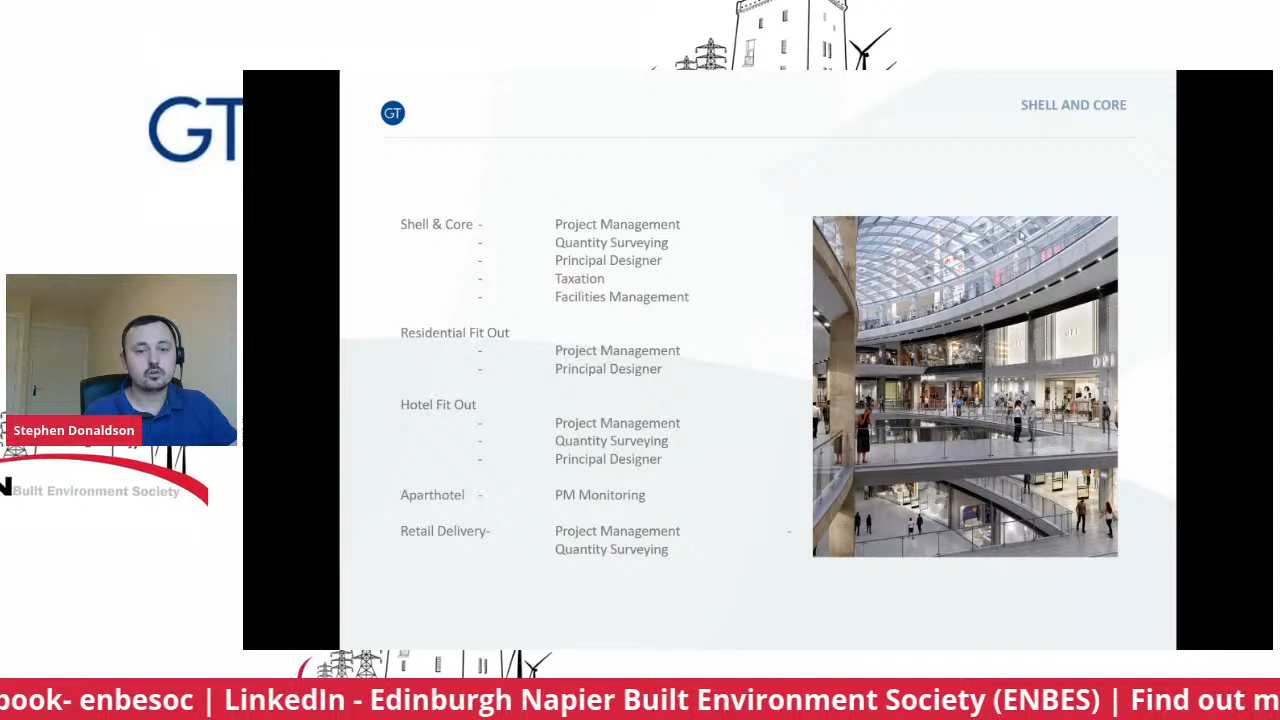 GT
GT
SHELL AND CORE
Shell & Core - Project Management
- Quantity Surveying
- Principal Designer
- Taxation
- Facilities Management
Residential Fit Out
- Project Management
- Principal Designer
Hotel Fit Out
- Project Management
- Quantity Surveying
- Principal Designer
Aparthotel - PM Monitoring
Retail Delivery- Project Management -
Quantity Surveying
Stephen Donaldson
N Built Environment Society
book- enbesoc | LinkedIn - Edinburgh Napier Built Environment Society (ENBES) | Find out m